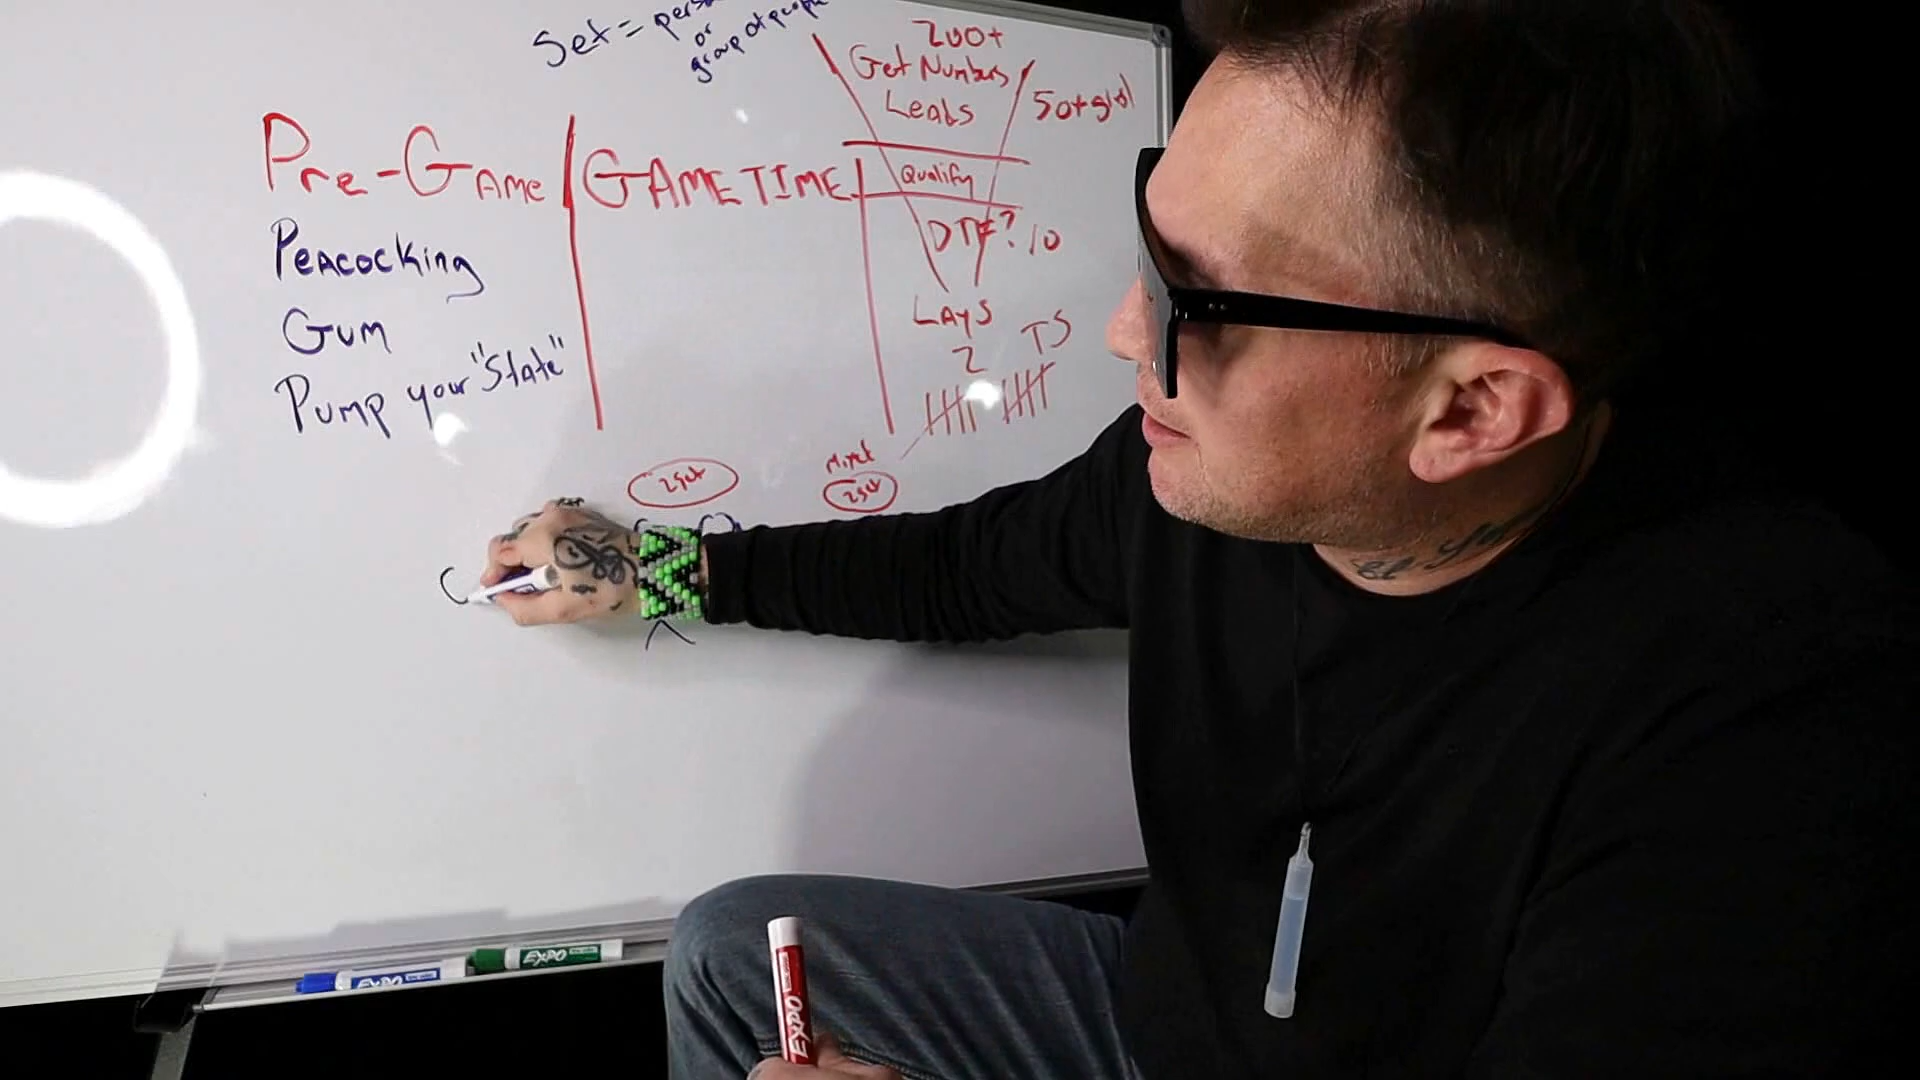 Set = person
or
group of people
200+
Get Numbers
Leads
50+ girl
Pre-Game
GAMETIME
Qualify
DTF?
10
Peacocking
Gum
Pump your "State"
LAYS
2
TS
Mixed
2set
2set
EXPO
EXPO
EXPO